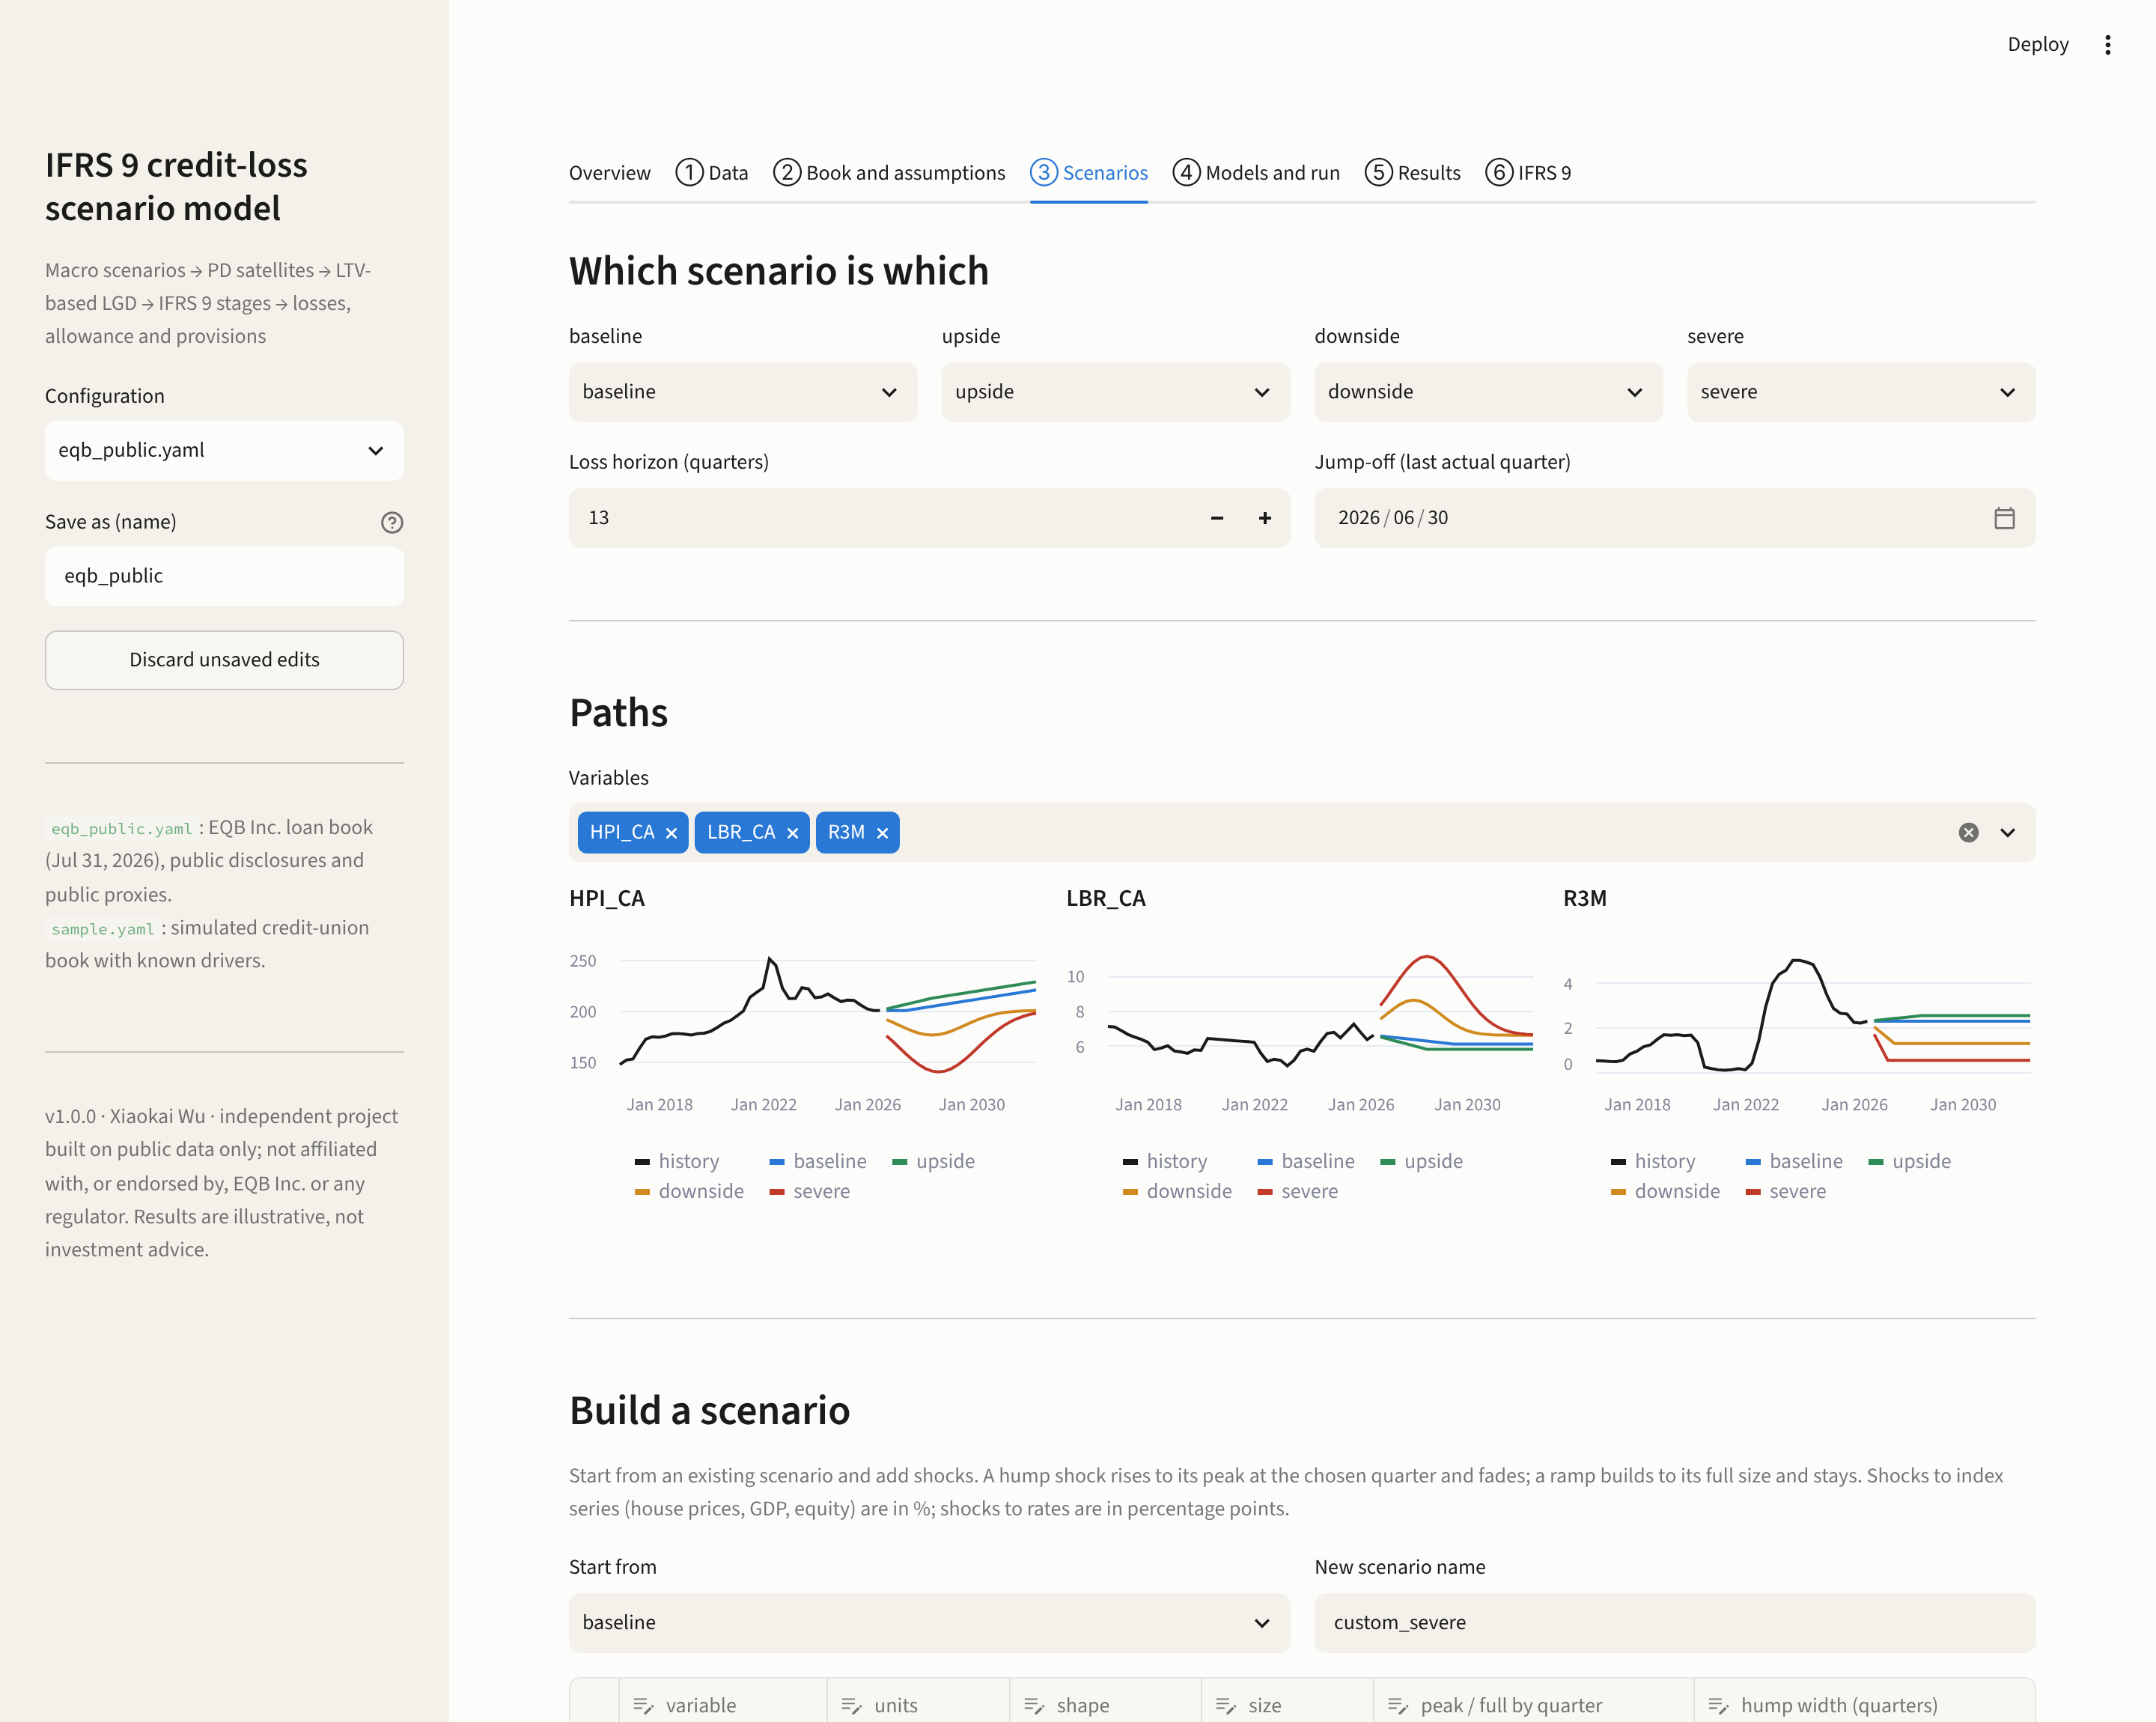 Deploy
IFRS 9 credit-loss
scenario model
Macro scenarios → PD satellites → LTV-
based LGD → IFRS 9 stages → losses,
allowance and provisions
Configuration
eqb_public.yaml
Save as (name)
eqb_public
Discard unsaved edits
eqb_public.yaml : EQB Inc. loan book
(Jul 31, 2026), public disclosures and
public proxies.
sample.yaml : simulated credit-union
book with known drivers.
v1.0.0 · Xiaokai Wu · independent project
built on public data only; not affiliated
with, or endorsed by, EQB Inc. or any
regulator. Results are illustrative, not
investment advice.
Overview ① Data ② Book and assumptions ③ Scenarios ④ Models and run ⑤ Results ⑥ IFRS 9
Which scenario is which
baseline upside downside severe
baseline upside downside severe
Loss horizon (quarters) Jump-off (last actual quarter)
13 2026/06/30
Paths
Variables
HPI_CA LBR_CA R3M
HPI_CA
250
200
150
Jan 2018 Jan 2022 Jan 2026 Jan 2030
history baseline upside
downside severe
LBR_CA
10
8
6
Jan 2018 Jan 2022 Jan 2026 Jan 2030
history baseline upside
downside severe
R3M
4
2
0
Jan 2018 Jan 2022 Jan 2026 Jan 2030
history baseline upside
downside severe
Build a scenario
Start from an existing scenario and add shocks. A hump shock rises to its peak at the chosen quarter and fades; a ramp builds to its full size and stays. Shocks to index
series (house prices, GDP, equity) are in %; shocks to rates are in percentage points.
Start from New scenario name
baseline custom_severe
variable units shape size peak / full by quarter hump width (quarters)